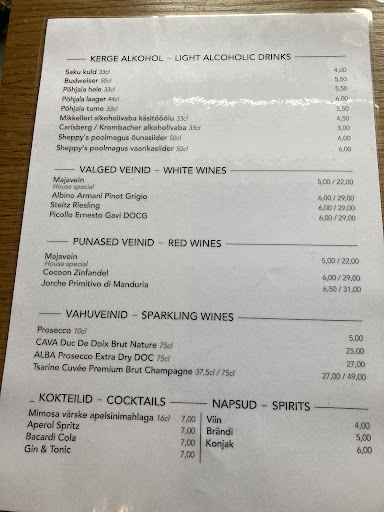 KERGE ALKOHOL – LIGHT ALCOHOLIC DRINKS
Saku kuld 33cl 4,00
Budweiser 50cl 5,50
Põhjala hele 33cl 5,50
Põhjala laager 44cl 6,00
Põhjala tume 33cl 5,50
Mikkelleri alkoholivaba käsitööõlu 33cl 4,50
Carlsberg / Krombacher alkoholivaba 33cl 3,00
Sheppy's poolmagus õunasiider 50cl 6,00
Sheppy's poolmagus vaarikasiider 50cl 6,00
VALGED VEINID – WHITE WINES
Majavein 5,00 / 22,00
House special
Albino Armani Pinot Grigio 6,00 / 29,00
Steitz Riesling 6,00 / 29,00
Picollo Ernesto Gavi DOCG 6,00 / 29,00
PUNASED VEINID – RED WINES
Majavein 5,00 / 22,00
House special
Cocoon Zinfandel 6,00 / 29,00
Jorche Primitivo di Manduria 6,50 / 31,00
VAHUVEINID – SPARKLING WINES
Prosecco 10cl 5,00
CAVA Duc De Doix Brut Nature 75cl 25,00
ALBA Prosecco Extra Dry DOC 75cl 27,00
Tsarine Cuvée Premium Brut Champagne 37,5cl / 75cl 27,00 / 49,00
KOKTEILID – COCKTAILS
Mimosa värske apelsinimahlaga 16cl 7,00
Aperol Spritz 7,00
Bacardi Cola 7,00
Gin & Tonic 7,00
NAPSUD – SPIRITS
Viin 4,00
Brändi 5,00
Konjak 6,00